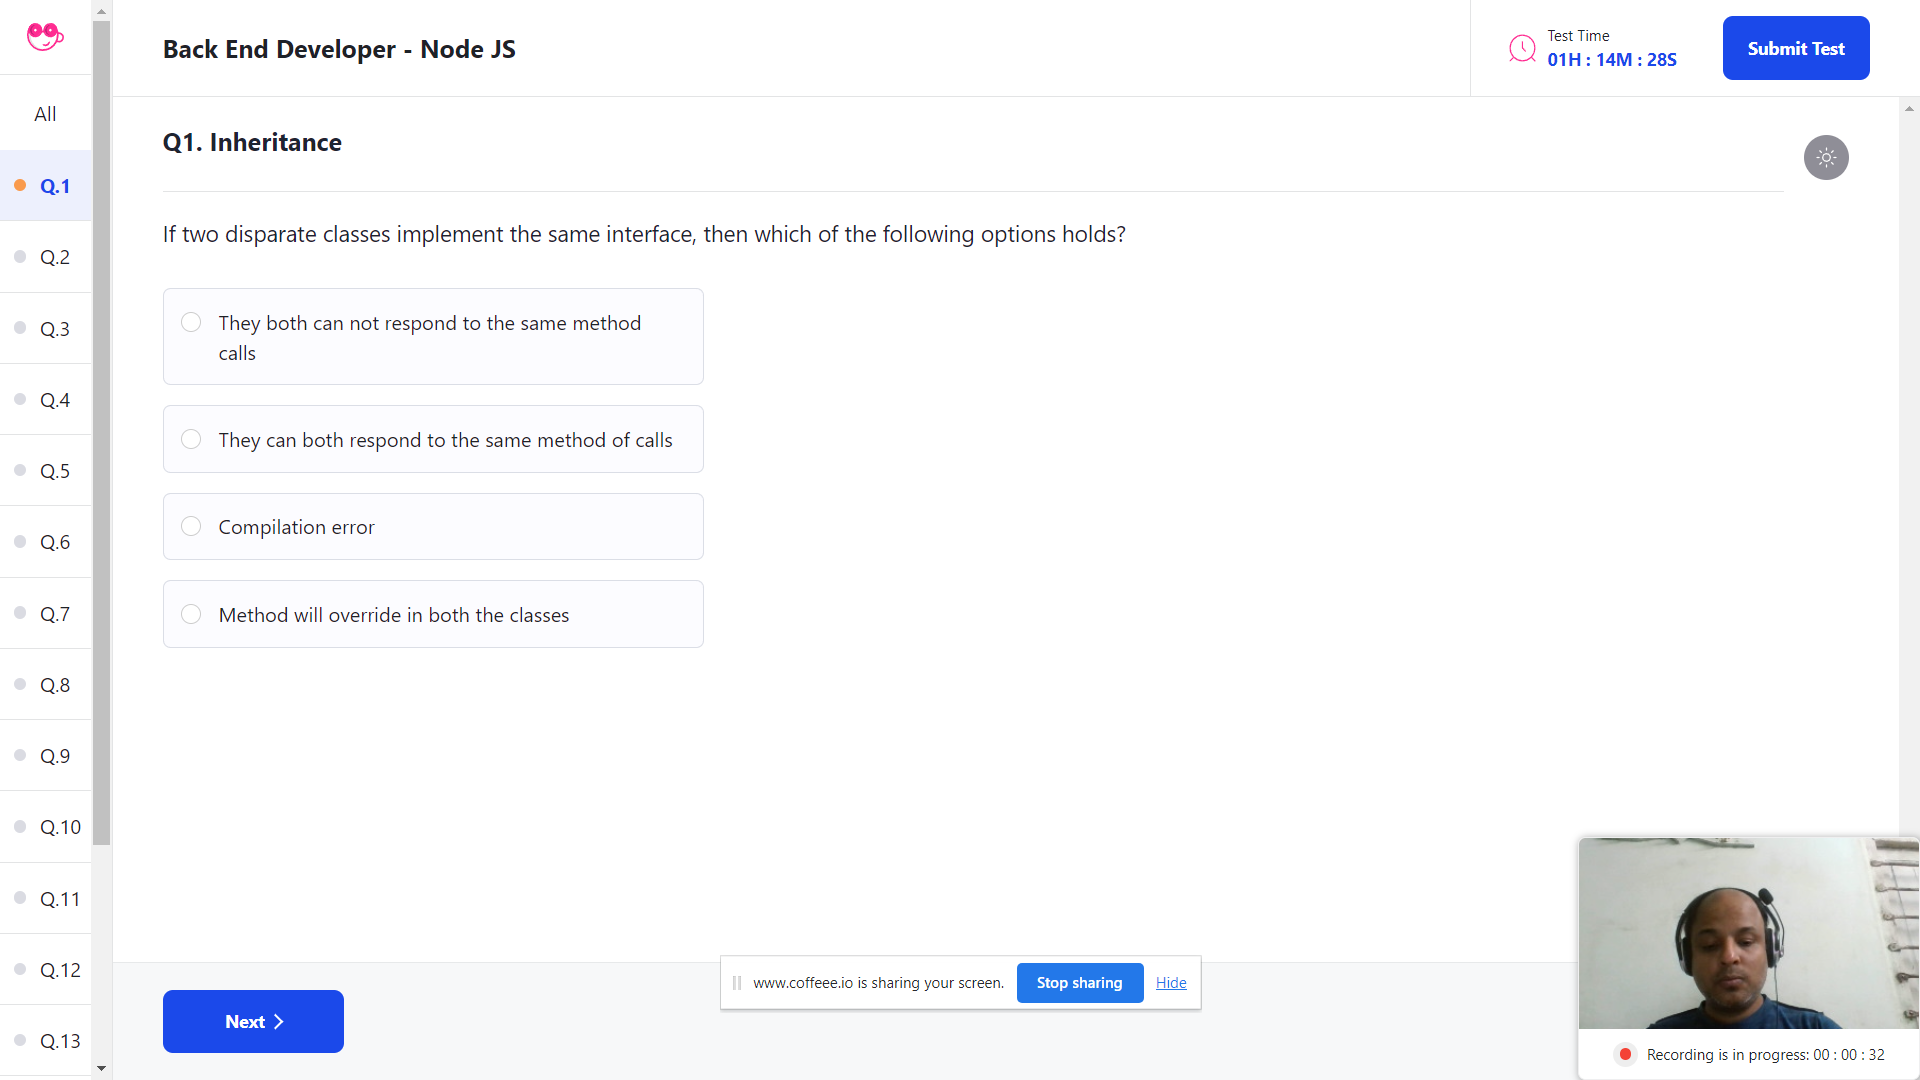 Back End Developer - Node JS
Test Time
01H : 14M : 28S
Submit Test
All
Q.1
Q.2
Q.3
Q.4
Q.5
Q.6
Q.7
Q.8
Q.9
Q.10
Q.11
Q.12
Q.13
Q1. Inheritance
If two disparate classes implement the same interface, then which of the following options holds?
They both can not respond to the same method
calls
They can both respond to the same method of calls
Compilation error
Method will override in both the classes
www.coffeee.io is sharing your screen.
Stop sharing
Hide
Next
Recording is in progress: 00 : 00 : 32